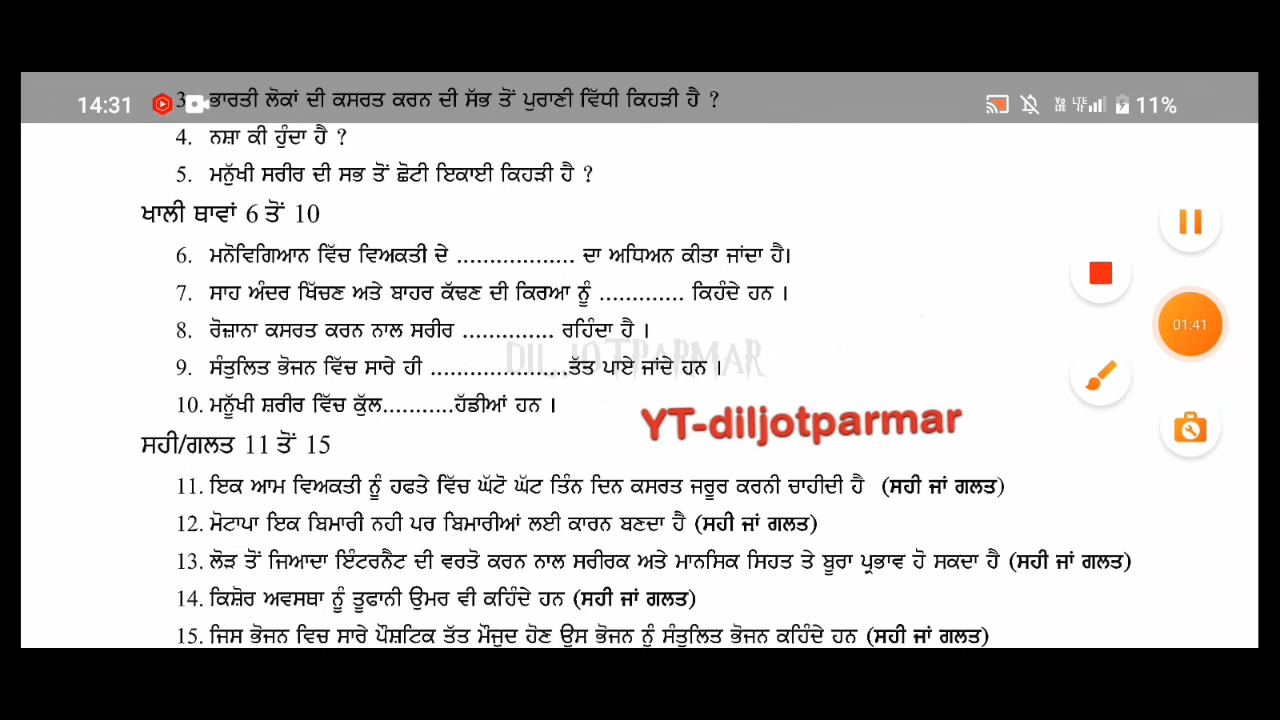 14:31
11%
3. ਭਾਰਤੀ ਲੋਕਾਂ ਦੀ ਕਸਰਤ ਕਰਨ ਦੀ ਸੱਭ ਤੋਂ ਪੁਰਾਣੀ ਵਿੱਧੀ ਕਿਹੜੀ ਹੈ ?
4. ਨਸ਼ਾ ਕੀ ਹੁੰਦਾ ਹੈ ?
5. ਮਨੁੱਖੀ ਸਰੀਰ ਦੀ ਸਭ ਤੋਂ ਛੋਟੀ ਇਕਾਈ ਕਿਹੜੀ ਹੈ ?
ਖਾਲੀ ਥਾਵਾਂ 6 ਤੋਂ 10
6. ਮਨੋਵਿਗਿਆਨ ਵਿੱਚ ਵਿਅਕਤੀ ਦੇ .................. ਦਾ ਅਧਿਅਨ ਕੀਤਾ ਜਾਂਦਾ ਹੈ।
7. ਸਾਹ ਅੰਦਰ ਖਿੱਚਣ ਅਤੇ ਬਾਹਰ ਕੱਢਣ ਦੀ ਕਿਰਆ ਨੂੰ ............. ਕਿਹੰਦੇ ਹਨ ।
8. ਰੋਜ਼ਾਨਾ ਕਸਰਤ ਕਰਨ ਨਾਲ ਸਰੀਰ .............. ਰਹਿੰਦਾ ਹੈ ।
DILJOTPARMAR
9. ਸੰਤੁਲਿਤ ਭੋਜਨ ਵਿੱਚ ਸਾਰੇ ਹੀ .....................ਤੱਤ ਪਾਏ ਜਾਂਦੇ ਹਨ ।
10. ਮਨੁੱਖੀ ਸ਼ਰੀਰ ਵਿੱਚ ਕੁੱਲ...........ਹੱਡੀਆਂ ਹਨ ।
YT-diljotparmar
ਸਹੀ/ਗਲਤ 11 ਤੋਂ 15
11. ਇਕ ਆਮ ਵਿਅਕਤੀ ਨੂੰ ਹਫਤੇ ਵਿੱਚ ਘੱਟੋ ਘੱਟ ਤਿੰਨ ਦਿਨ ਕਸਰਤ ਜਰੂਰ ਕਰਨੀ ਚਾਹੀਦੀ ਹੈ (ਸਹੀ ਜਾਂ ਗਲਤ)
12. ਮੋਟਾਪਾ ਇਕ ਬਿਮਾਰੀ ਨਹੀ ਪਰ ਬਿਮਾਰੀਆਂ ਲਈ ਕਾਰਨ ਬਣਦਾ ਹੈ (ਸਹੀ ਜਾਂ ਗਲਤ)
13. ਲੋੜ ਤੋਂ ਜਿਆਦਾ ਇੰਟਰਨੈਟ ਦੀ ਵਰਤੋ ਕਰਨ ਨਾਲ ਸਰੀਰਕ ਅਤੇ ਮਾਨਸਿਕ ਸਿਹਤ ਤੇ ਬੂਰਾ ਪ੍ਰਭਾਵ ਹੋ ਸਕਦਾ ਹੈ (ਸਹੀ ਜਾਂ ਗਲਤ)
14. ਕਿਸ਼ੋਰ ਅਵਸਥਾ ਨੂੰ ਤੂਫਾਨੀ ਉਮਰ ਵੀ ਕਹਿੰਦੇ ਹਨ (ਸਹੀ ਜਾਂ ਗਲਤ)
15. ਜਿਸ ਭੋਜਨ ਵਿਚ ਸਾਰੇ ਪੌਸ਼ਟਿਕ ਤੱਤ ਮੌਜੂਦ ਹੋਣ ਉਸ ਭੋਜਨ ਨੂੰ ਸੰਤੁਲਿਤ ਭੋਜਨ ਕਹਿੰਦੇ ਹਨ (ਸਹੀ ਜਾਂ ਗਲਤ)
01:41